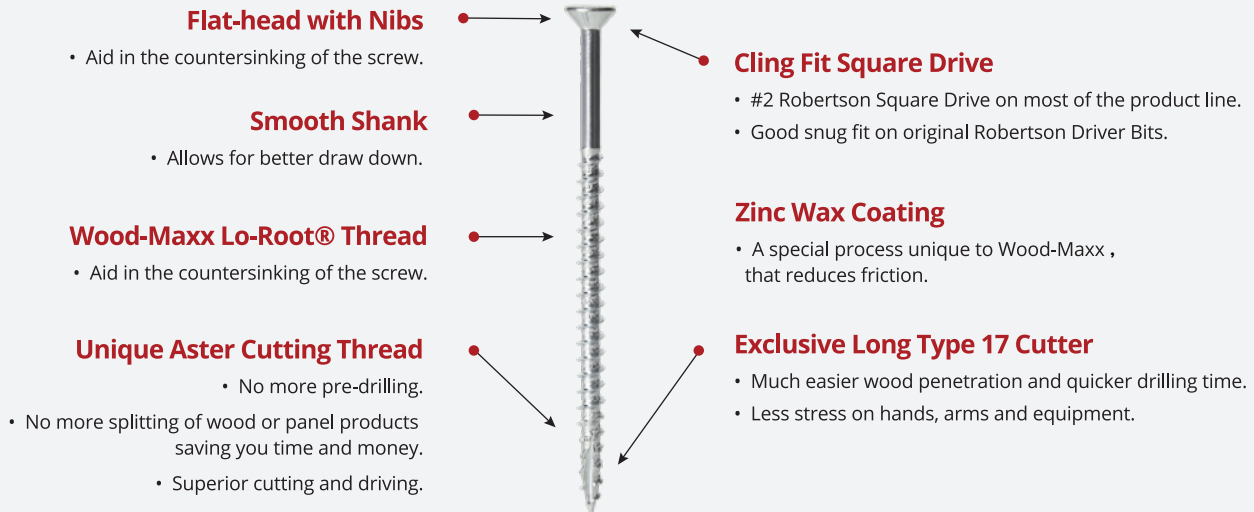 Flat-head with Nibs
• Aid in the countersinking of the screw.
Smooth Shank
• Allows for better draw down.
Wood-Maxx Lo-Root® Thread
• Aid in the countersinking of the screw.
Unique Aster Cutting Thread
• No more pre-drilling.
• No more splitting of wood or panel products
saving you time and money.
• Superior cutting and driving.
Cling Fit Square Drive
• #2 Robertson Square Drive on most of the product line.
• Good snug fit on original Robertson Driver Bits.
Zinc Wax Coating
• A special process unique to Wood-Maxx ,
that reduces friction.
Exclusive Long Type 17 Cutter
• Much easier wood penetration and quicker drilling time.
• Less stress on hands, arms and equipment.